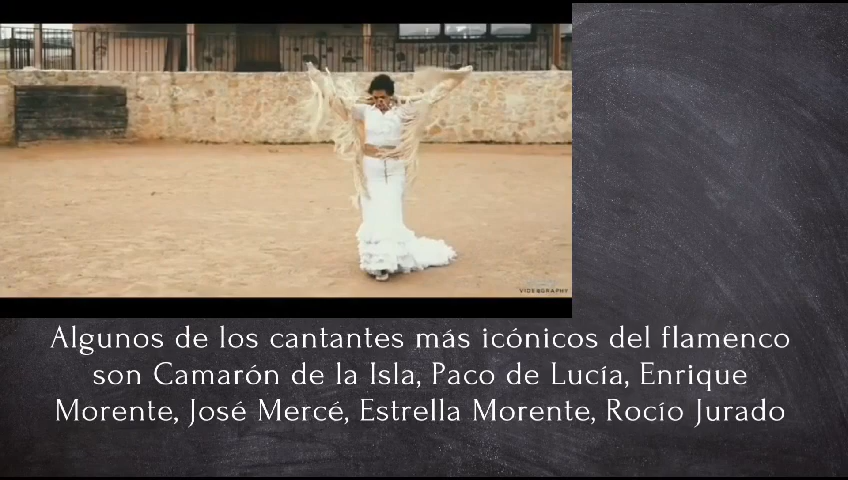 VIDEOGRAPHY
Algunos de los cantantes más icónicos del flamenco
son Camarón de la Isla, Paco de Lucía, Enrique
Morente, José Mercé, Estrella Morente, Rocío Jurado